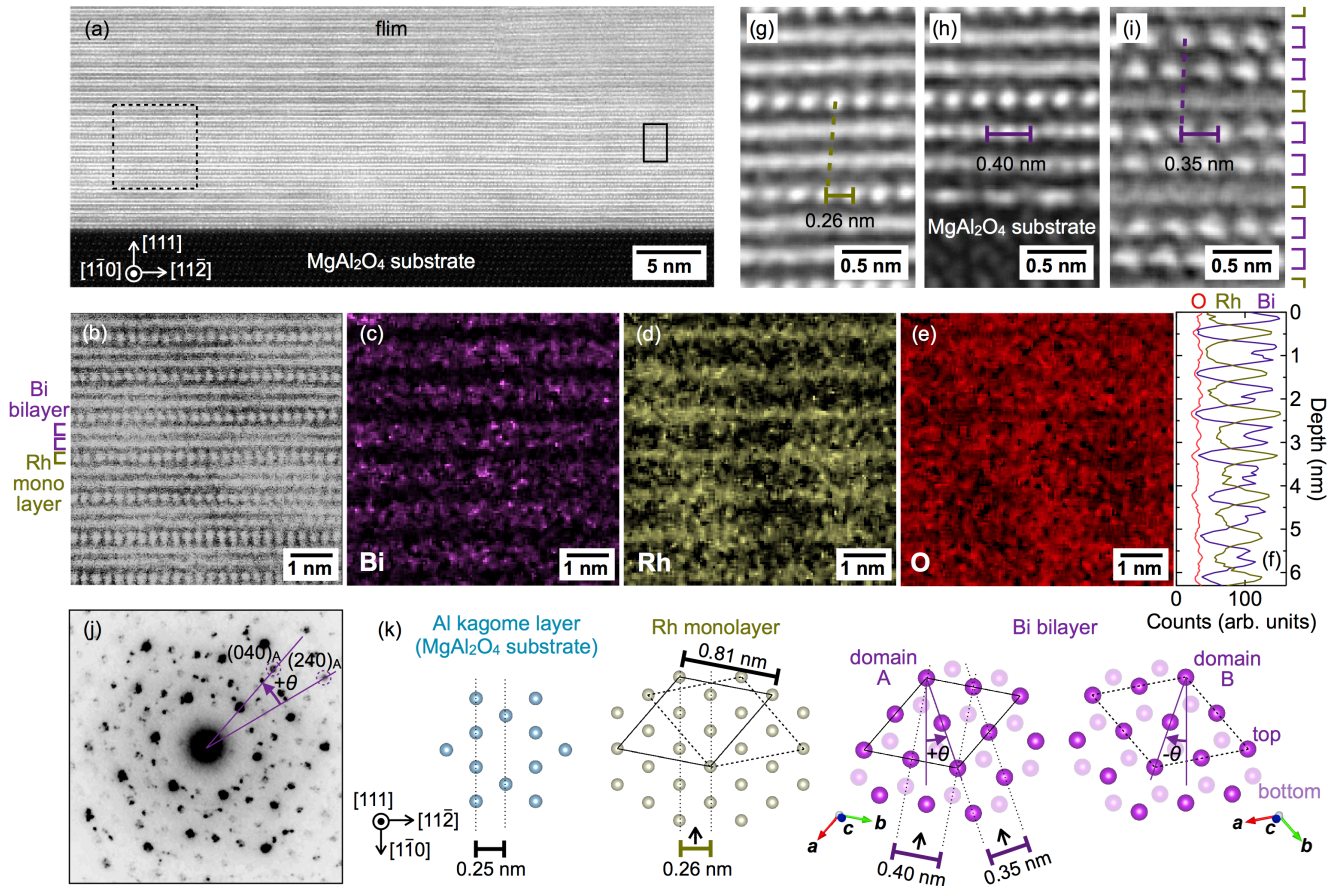 (a)
flim
[111]
[11̅0] [112̅]
MgAl₂O₄ substrate
5 nm
(g)
0.26 nm
0.5 nm
(h)
0.40 nm
MgAl₂O₄ substrate
0.5 nm
(i)
0.35 nm
0.5 nm
(b)
Bi
bilayer
Rh
mono
layer
1 nm
(c)
Bi
1 nm
(d)
Rh
1 nm
(e)
O
1 nm
O Rh Bi
0
1
2
3
4
5
6
Depth (nm)
(f)
0 100
Counts (arb. units)
(j)
(040)A
(24̅0)A
+θ
(k)
Al kagome layer
(MgAl₂O₄ substrate)
[111]
[112̅]
[11̅0]
0.25 nm
Rh monolayer
0.81 nm
0.26 nm
Bi bilayer
domain
A
+θ
a
c
b
0.40 nm
0.35 nm
domain
B
-θ
top
bottom
a
c
b